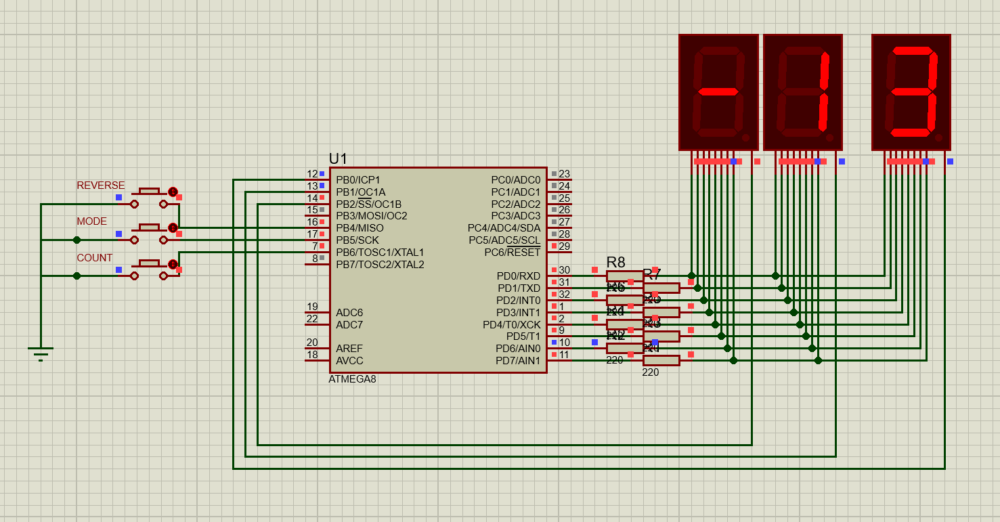 U1
REVERSE
MODE
COUNT
12
PB0/ICP1
13
PB1/OC1A
14
PB2/SS/OC1B
15
PB3/MOSI/OC2
16
PB4/MISO
17
PB5/SCK
7
PB6/TOSC1/XTAL1
8
PB7/TOSC2/XTAL2
19
ADC6
22
ADC7
20
AREF
18
AVCC
PC0/ADC0
23
PC1/ADC1
24
PC2/ADC2
25
PC3/ADC3
26
PC4/ADC4/SDA
27
PC5/ADC5/SCL
28
PC6/RESET
29
PD0/RXD
30
PD1/TXD
31
PD2/INT0
32
PD3/INT1
1
PD4/T0/XCK
2
PD5/T1
9
PD6/AIN0
10
PD7/AIN1
11
ATMEGA8
R8
R7
220
220
- 1 3